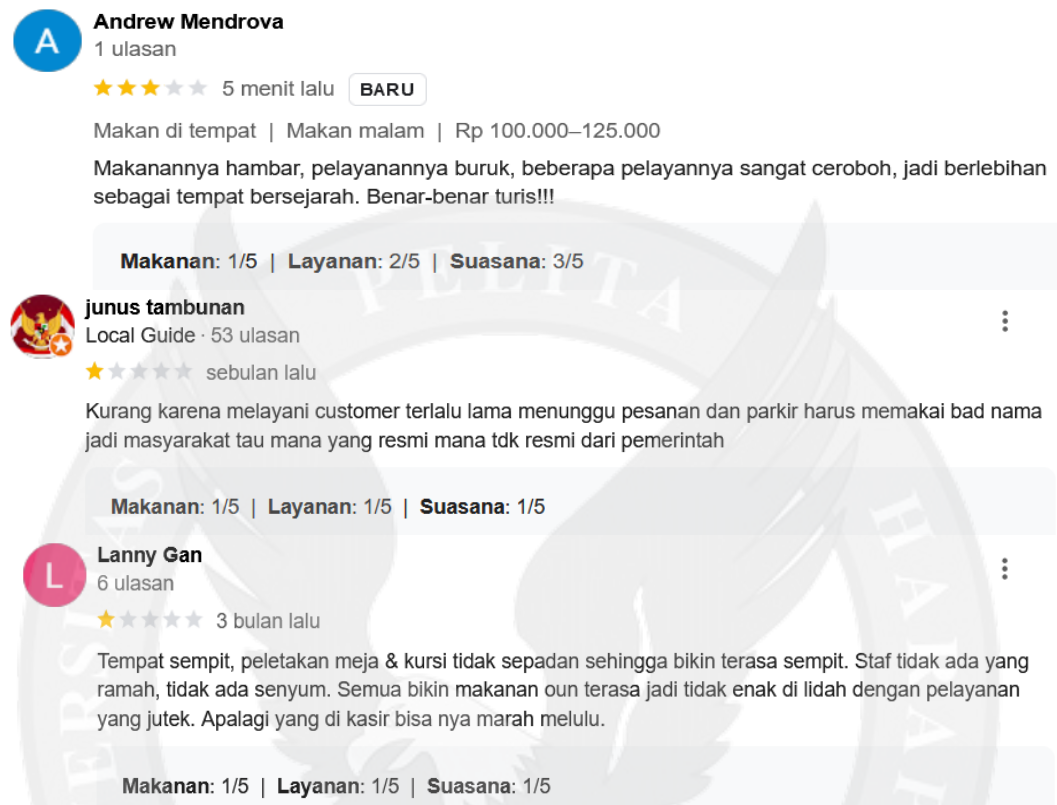 A
Andrew Mendrova
1 ulasan
5 menit lalu BARU
Makan di tempat | Makan malam | Rp 100.000–125.000
Makanannya hambar, pelayanannya buruk, beberapa pelayannya sangat ceroboh, jadi berlebihan
sebagai tempat bersejarah. Benar-benar turis!!!
Makanan: 1/5 | Layanan: 2/5 | Suasana: 3/5
junus tambunan
Local Guide · 53 ulasan
sebulan lalu
Kurang karena melayani customer terlalu lama menunggu pesanan dan parkir harus memakai bad nama
jadi masyarakat tau mana yang resmi mana tdk resmi dari pemerintah
Makanan: 1/5 | Layanan: 1/5 | Suasana: 1/5
L
Lanny Gan
6 ulasan
3 bulan lalu
Tempat sempit, peletakan meja & kursi tidak sepadan sehingga bikin terasa sempit. Staf tidak ada yang
ramah, tidak ada senyum. Semua bikin makanan oun terasa jadi tidak enak di lidah dengan pelayanan
yang jutek. Apalagi yang di kasir bisa nya marah melulu.
Makanan: 1/5 | Layanan: 1/5 | Suasana: 1/5
PELITA